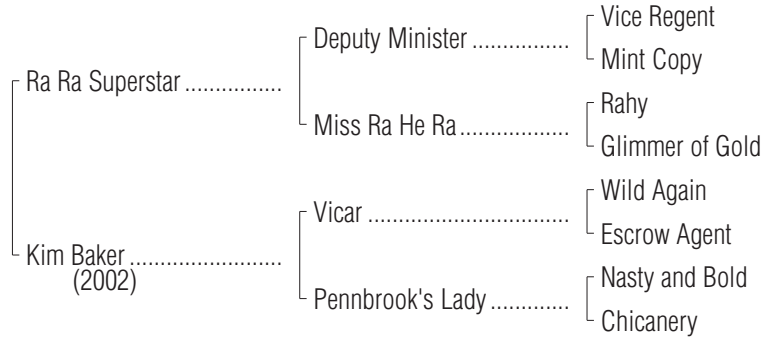 Vice Regent
Deputy Minister ................
Mint Copy
Ra Ra Superstar ................
Rahy
Miss Ra He Ra ..................
Glimmer of Gold
Wild Again
Vicar .................................
Escrow Agent
Kim Baker .........................
(2002)
Nasty and Bold
Pennbrook's Lady .............
Chicanery